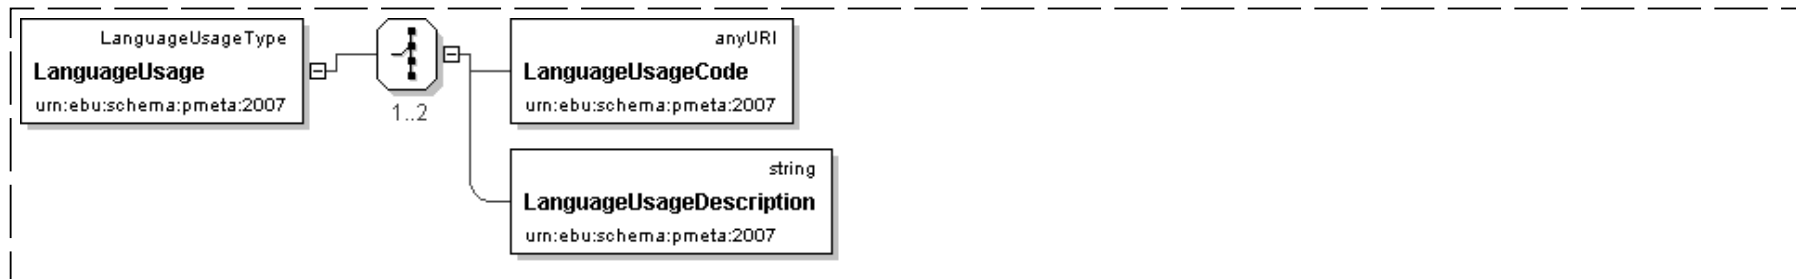 LanguageUsageType
LanguageUsage
urn:ebu:schema:pmeta:2007
1..2
anyURI
LanguageUsageCode
urn:ebu:schema:pmeta:2007
string
LanguageUsageDescription
urn:ebu:schema:pmeta:2007